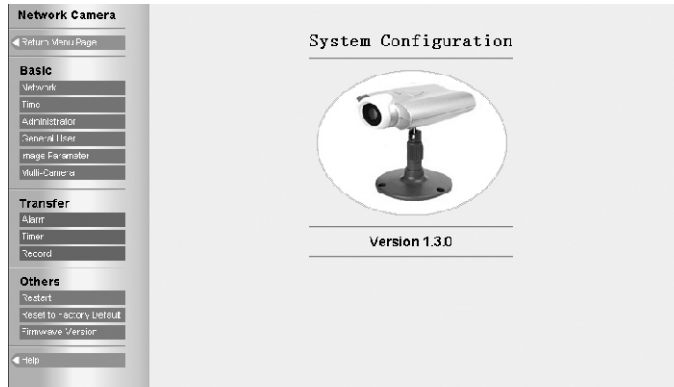 Network Camera
Return Menu Page
Basic
Network
Time
Administrator
General User
Image Parameter
Multi-Camera
Transfer
Alarm
Timer
Record
Others
Restart
Reset to Factory Default
Firmware Version
Help
System Configuration
Version 1.3.0